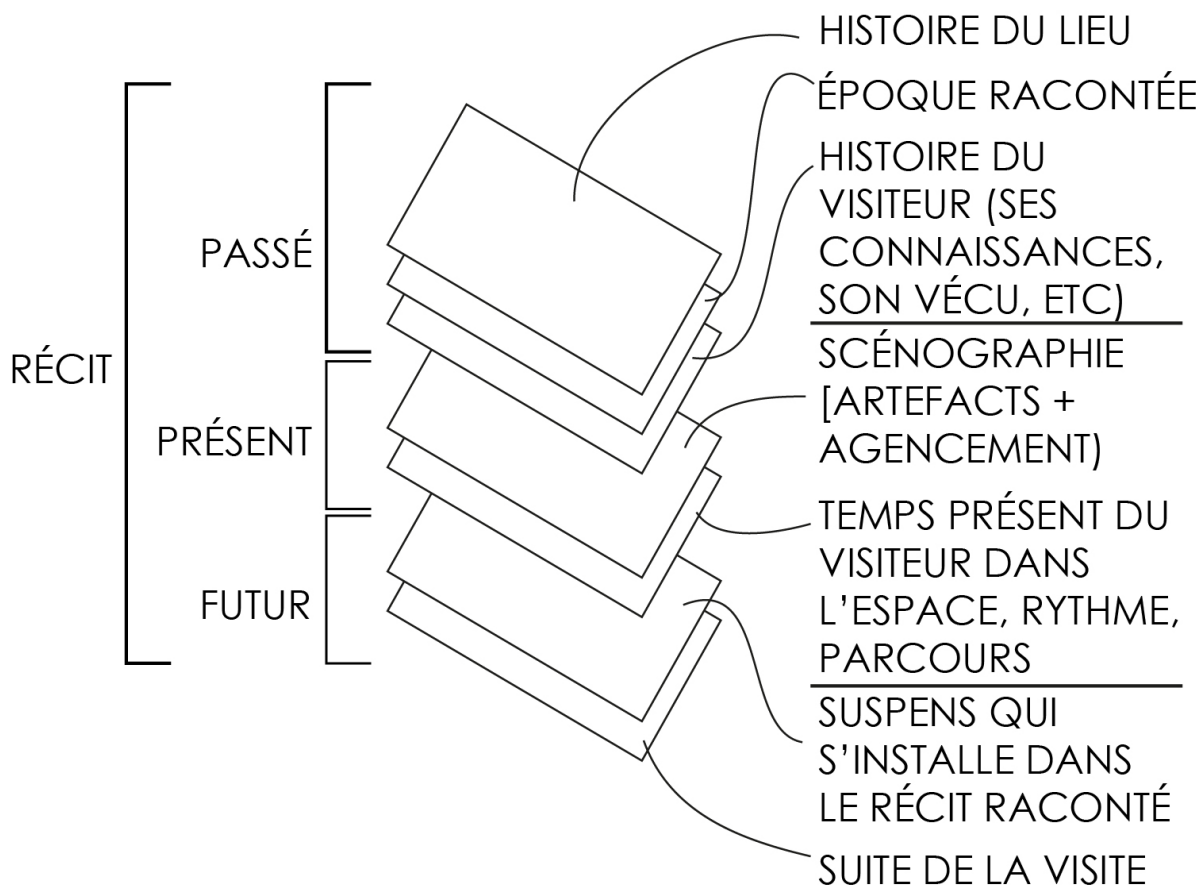 HISTOIRE DU LIEU
ÉPOQUE RACONTÉE
HISTOIRE DU
VISITEUR (SES
CONNAISSANCES,
SON VÉCU, ETC)
SCÉNOGRAPHIE
[ARTEFACTS +
AGENCEMENT)
TEMPS PRÉSENT DU
VISITEUR DANS
L'ESPACE, RYTHME,
PARCOURS
SUSPENS QUI
S'INSTALLE DANS
LE RÉCIT RACONTÉ
SUITE DE LA VISITE
RÉCIT
PASSÉ
PRÉSENT
FUTUR